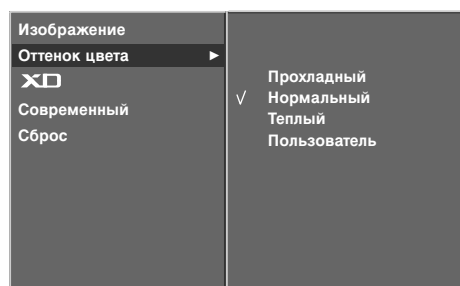 Изображение
Оттенок цвета ►
XD
Современный
Сброс
Прохладный
√ Нормальный
Теплый
Пользователь